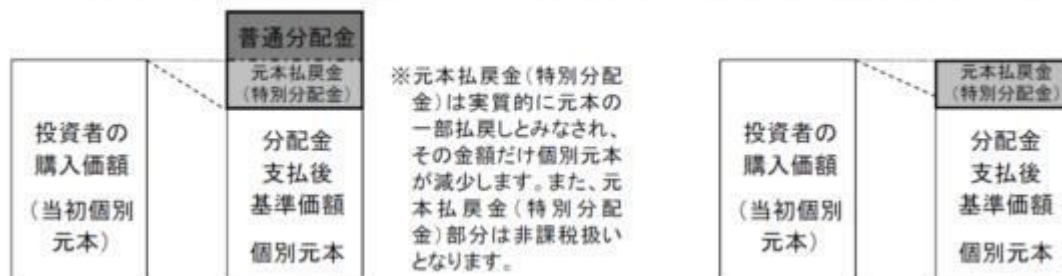 普通分配金
元本払戻金
(特別分配金)
投資者の
購入価額
(当初個別
元本)
分配金
支払後
基準価額
個別元本
※元本払戻金(特別分配
金)は実質的に元本の
一部払戻しとみなされ、
その金額だけ個別元本
が減少します。また、元
本払戻金(特別分配
金)部分は非課税扱い
となります。
投資者の
購入価額
(当初個別
元本)
元本払戻金
(特別分配金)
分配金
支払後
基準価額
個別元本